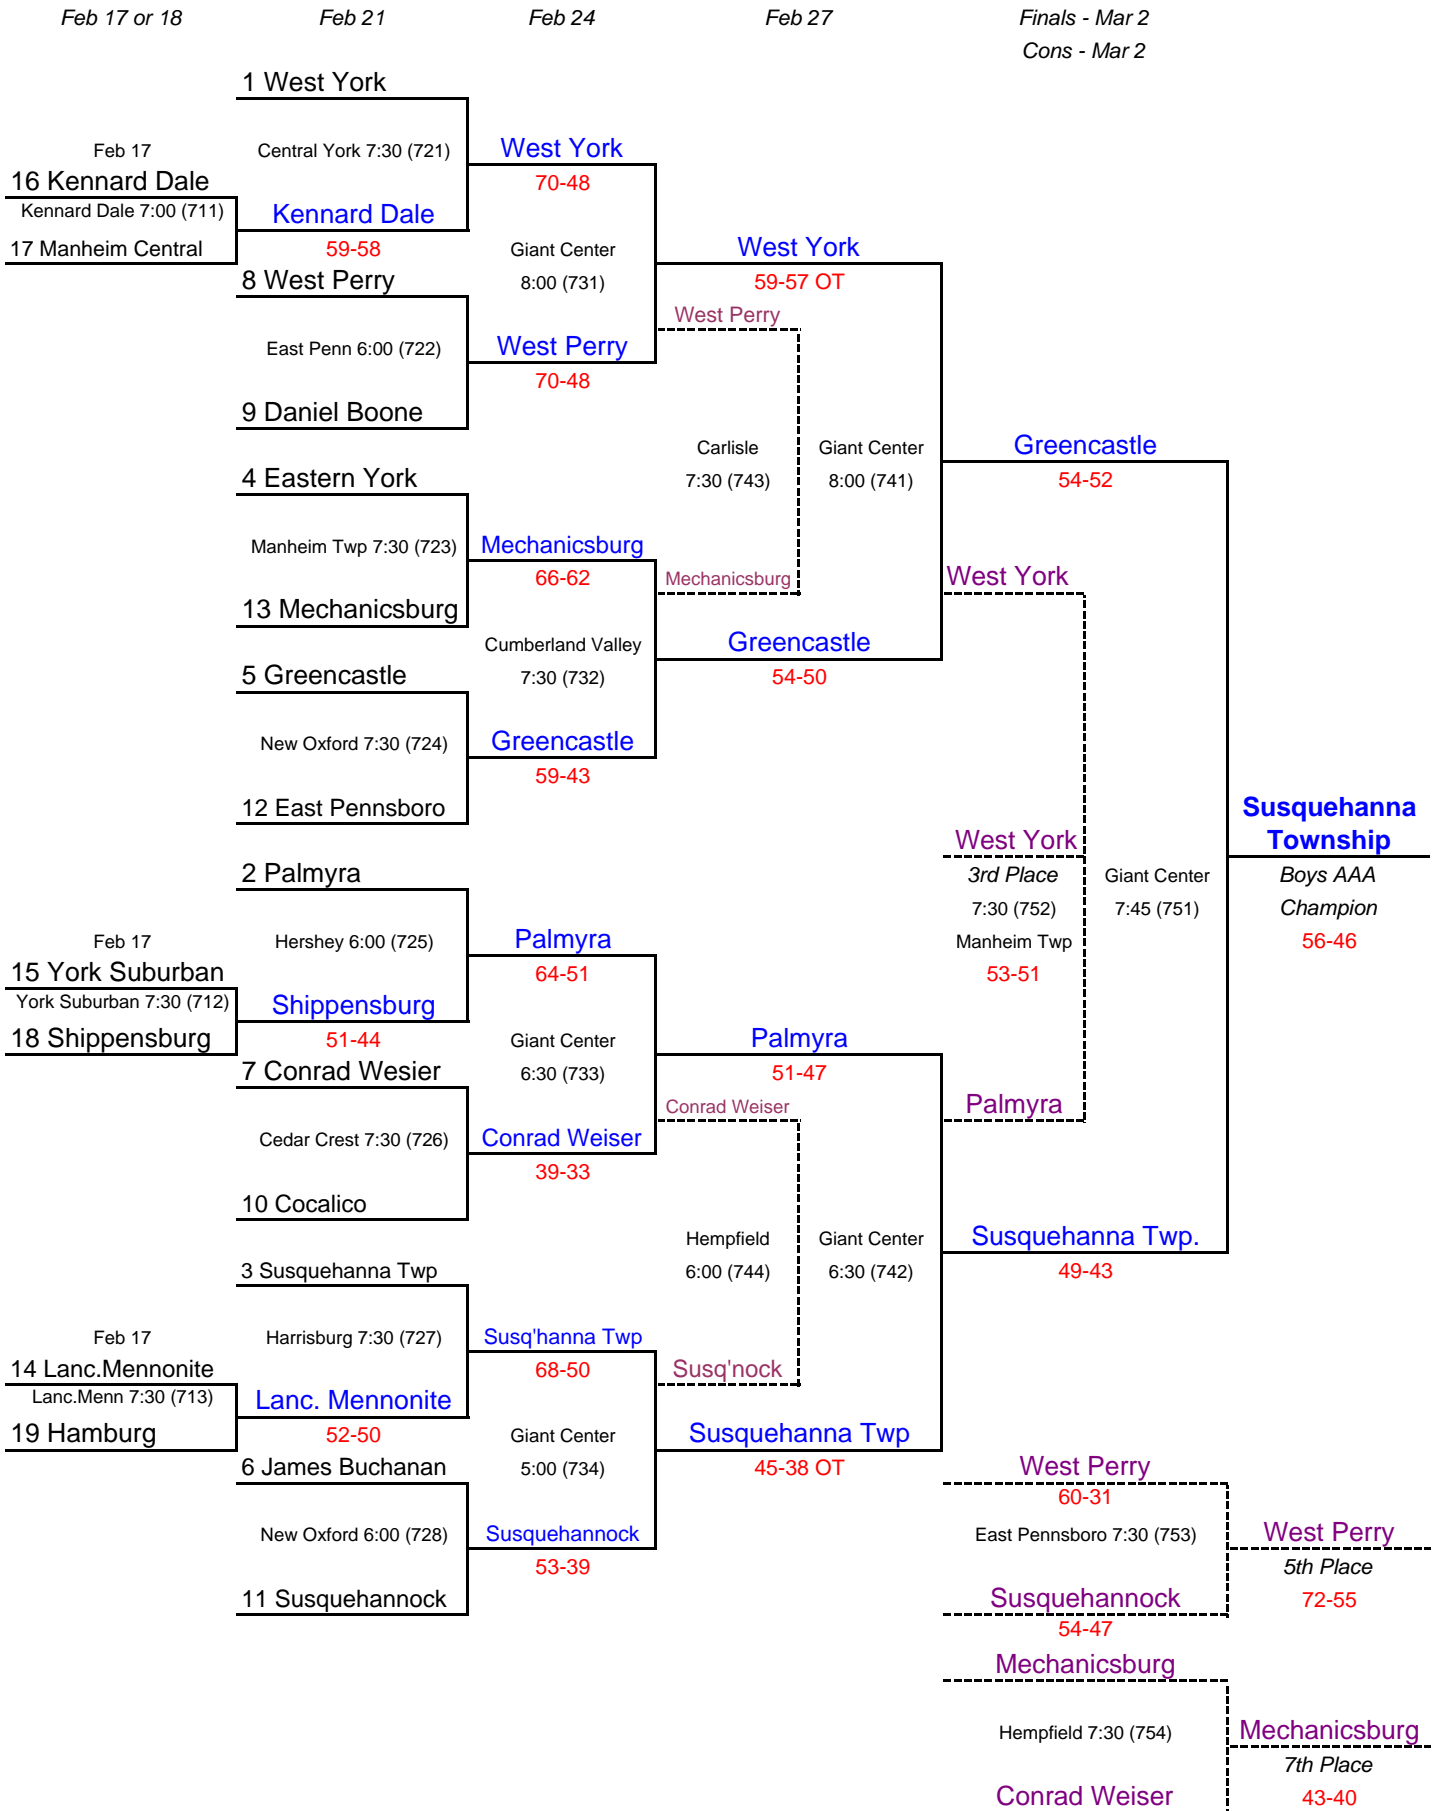 Feb 17 or 18
Feb 21
Feb 24
Feb 27
Finals - Mar 2
Cons - Mar 2
1 West York
Feb 17
Central York 7:30 (721)
West York
16 Kennard Dale
70-48
Kennard Dale 7:00 (711)
Kennard Dale
17 Manheim Central
59-58
Giant Center
West York
8 West Perry
8:00 (731)
59-57 OT
West Perry
East Penn 6:00 (722)
West Perry
70-48
9 Daniel Boone
Carlisle
Giant Center
Greencastle
4 Eastern York
7:30 (743)
8:00 (741)
54-52
Manheim Twp 7:30 (723)
Mechanicsburg
66-62
Mechanicsburg
West York
13 Mechanicsburg
Cumberland Valley
Greencastle
5 Greencastle
7:30 (732)
54-50
New Oxford 7:30 (724)
Greencastle
59-43
12 East Pennsboro
Susquehanna
Township
West York
2 Palmyra
3rd Place
Giant Center
Boys AAA
7:30 (752)
7:45 (751)
Champion
Feb 17
Hershey 6:00 (725)
Palmyra
Manheim Twp
56-46
15 York Suburban
64-51
53-51
York Suburban 7:30 (712)
Shippensburg
18 Shippensburg
51-44
Giant Center
Palmyra
7 Conrad Wesier
6:30 (733)
51-47
Conrad Weiser
Palmyra
Cedar Crest 7:30 (726)
Conrad Weiser
39-33
10 Cocalico
Hempfield
Giant Center
Susquehanna Twp.
3 Susquehanna Twp
6:00 (744)
6:30 (742)
49-43
Feb 17
Harrisburg 7:30 (727)
Susq'hanna Twp
14 Lanc.Mennonite
68-50
Susq'nock
Lanc.Menn 7:30 (713)
Lanc. Mennonite
19 Hamburg
52-50
Giant Center
Susquehanna Twp
6 James Buchanan
5:00 (734)
45-38 OT
West Perry
60-31
New Oxford 6:00 (728)
Susquehannock
East Pennsboro 7:30 (753)
West Perry
53-39
5th Place
11 Susquehannock
Susquehannock
72-55
54-47
Mechanicsburg
Hempfield 7:30 (754)
Mechanicsburg
7th Place
Conrad Weiser
43-40